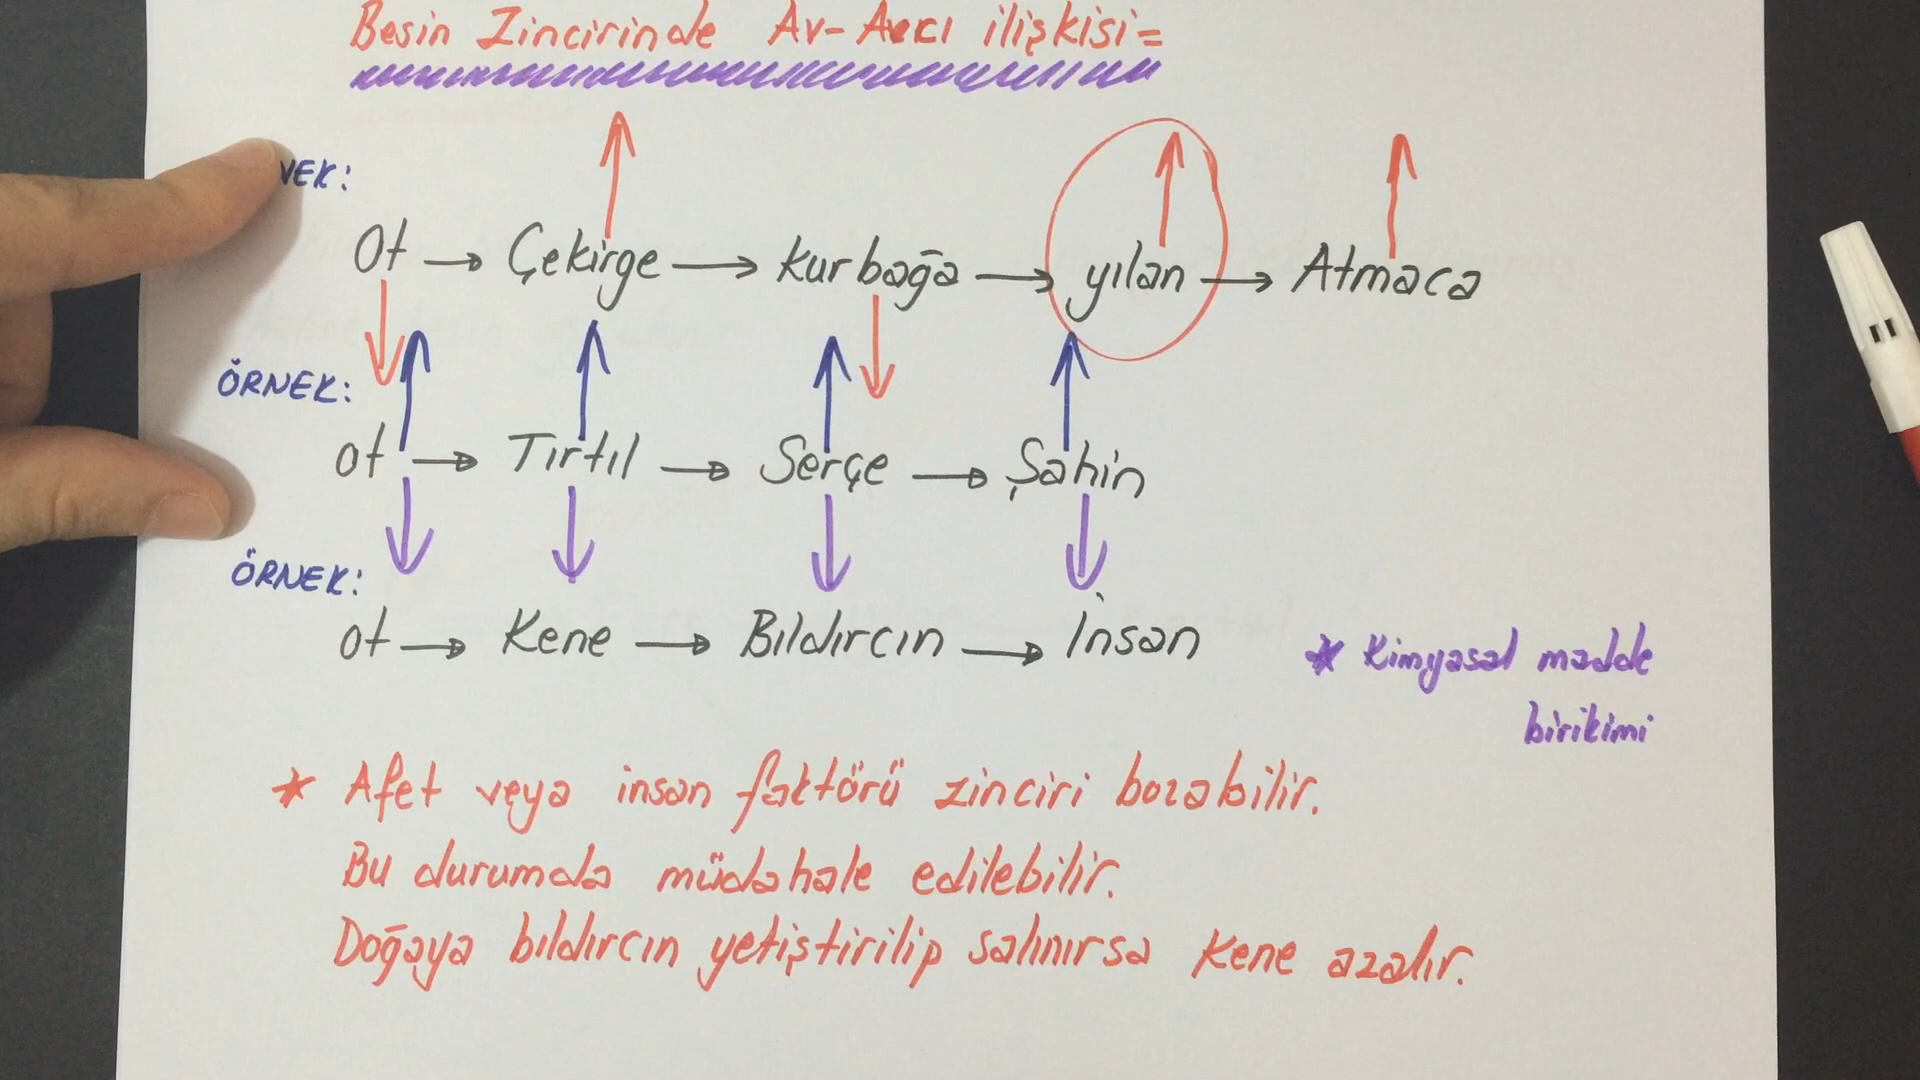 Besin Zincirinde Av-Avcı ilişkisi=
NEK:
Ot → Çekirge → kurbağa → yılan → Atmaca
ÖRNEK:
ot → Tırtıl → Serçe → Şahin
ÖRNEK:
ot → Kene → Bıldırcın → İnsan
* Kimyasal madde
birikimi
* Afet veya insan faktörü zinciri bozabilir.
Bu durumda müdahale edilebilir.
Doğaya bıldırcın yetiştirilip salınırsa Kene azalır.